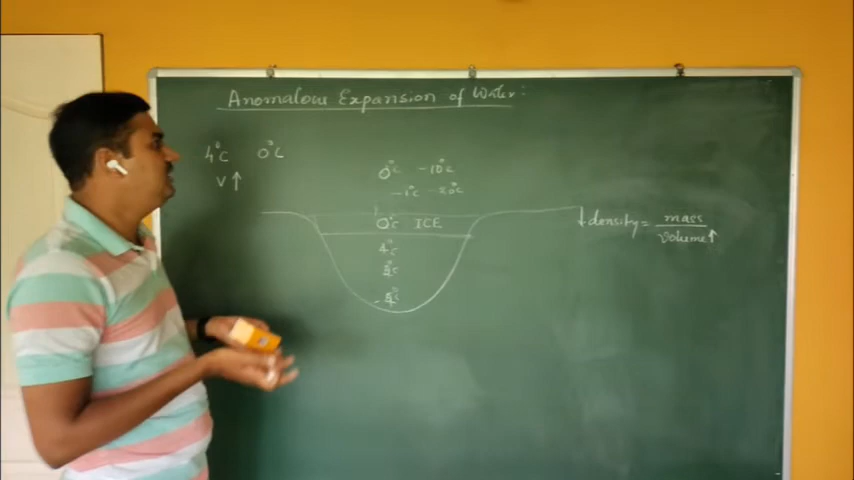 Anomalous Expansion of Water:
4°C 0°C
V↑
0°C -10°C
-1°C -20°C
0°C ICE
4°C
↓density = mass
volume↑